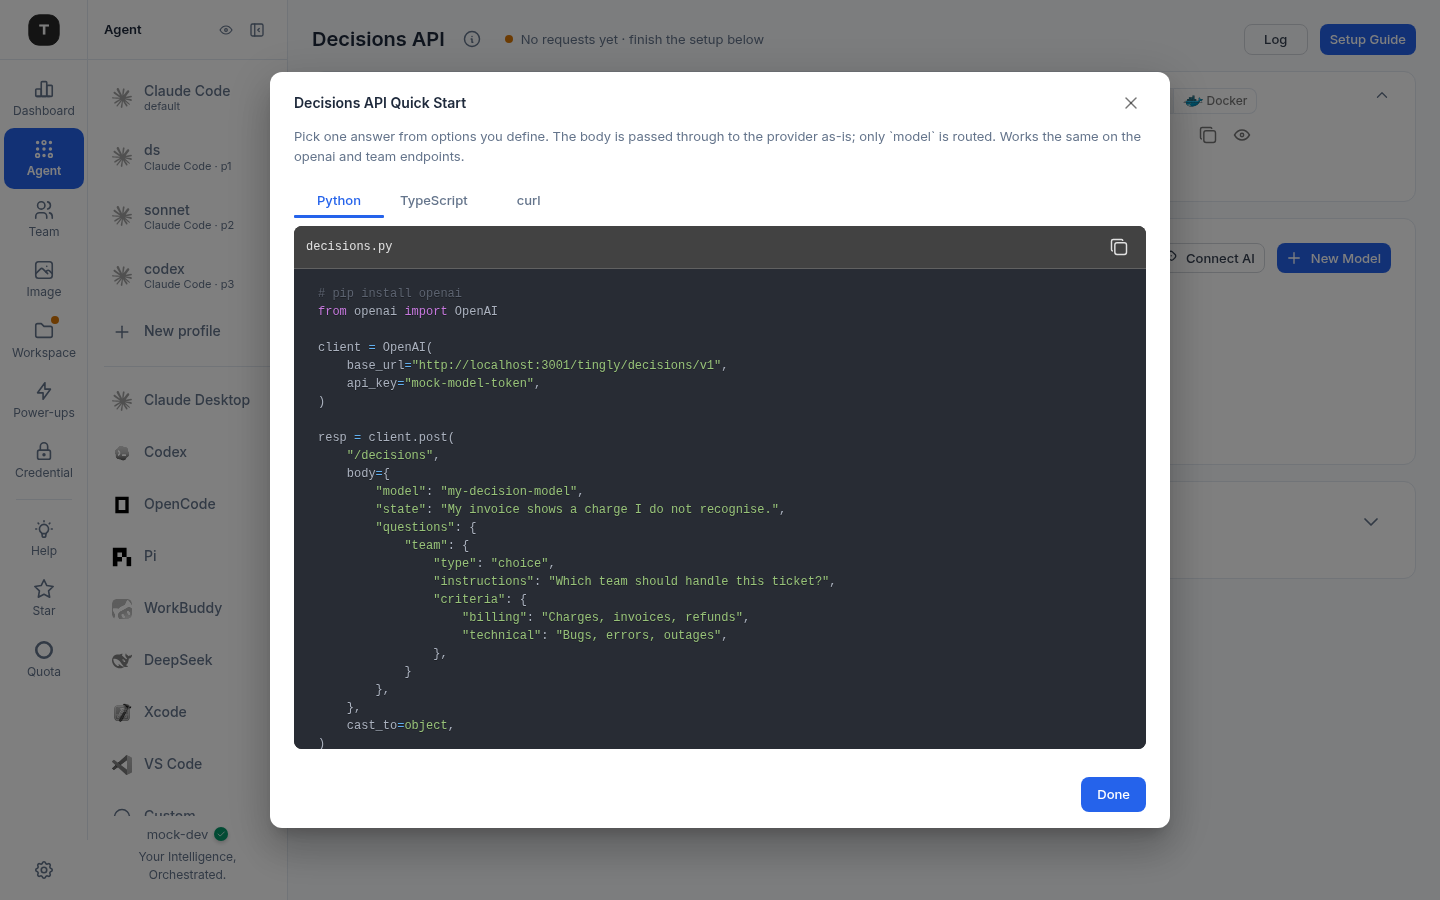 T
Agent
Decisions API
No requests yet · finish the setup below
Log
Setup Guide
Dashboard
Agent
Team
Image
Workspace
Power-ups
Credential
Help
Star
Quota
Claude Code
default
ds
Claude Code · p1
sonnet
Claude Code · p2
codex
Claude Code · p3
New profile
Claude Desktop
Codex
OpenCode
Pi
WorkBuddy
DeepSeek
Xcode
VS Code
Custom
mock-dev
Your Intelligence,
Orchestrated.
Docker
Connect AI
New Model
Decisions API Quick Start
Pick one answer from options you define. The body is passed through to the provider as-is; only `model` is routed. Works the same on the
openai and team endpoints.
Python
TypeScript
curl
decisions.py
# pip install openai
from openai import OpenAI
client = OpenAI(
    base_url="http://localhost:3001/tingly/decisions/v1",
    api_key="mock-model-token",
)
resp = client.post(
    "/decisions",
    body={
        "model": "my-decision-model",
        "state": "My invoice shows a charge I do not recognise.",
        "questions": {
            "team": {
                "type": "choice",
                "instructions": "Which team should handle this ticket?",
                "criteria": {
                    "billing": "Charges, invoices, refunds",
                    "technical": "Bugs, errors, outages",
                },
            }
        },
    },
    cast_to=object,
)
Done